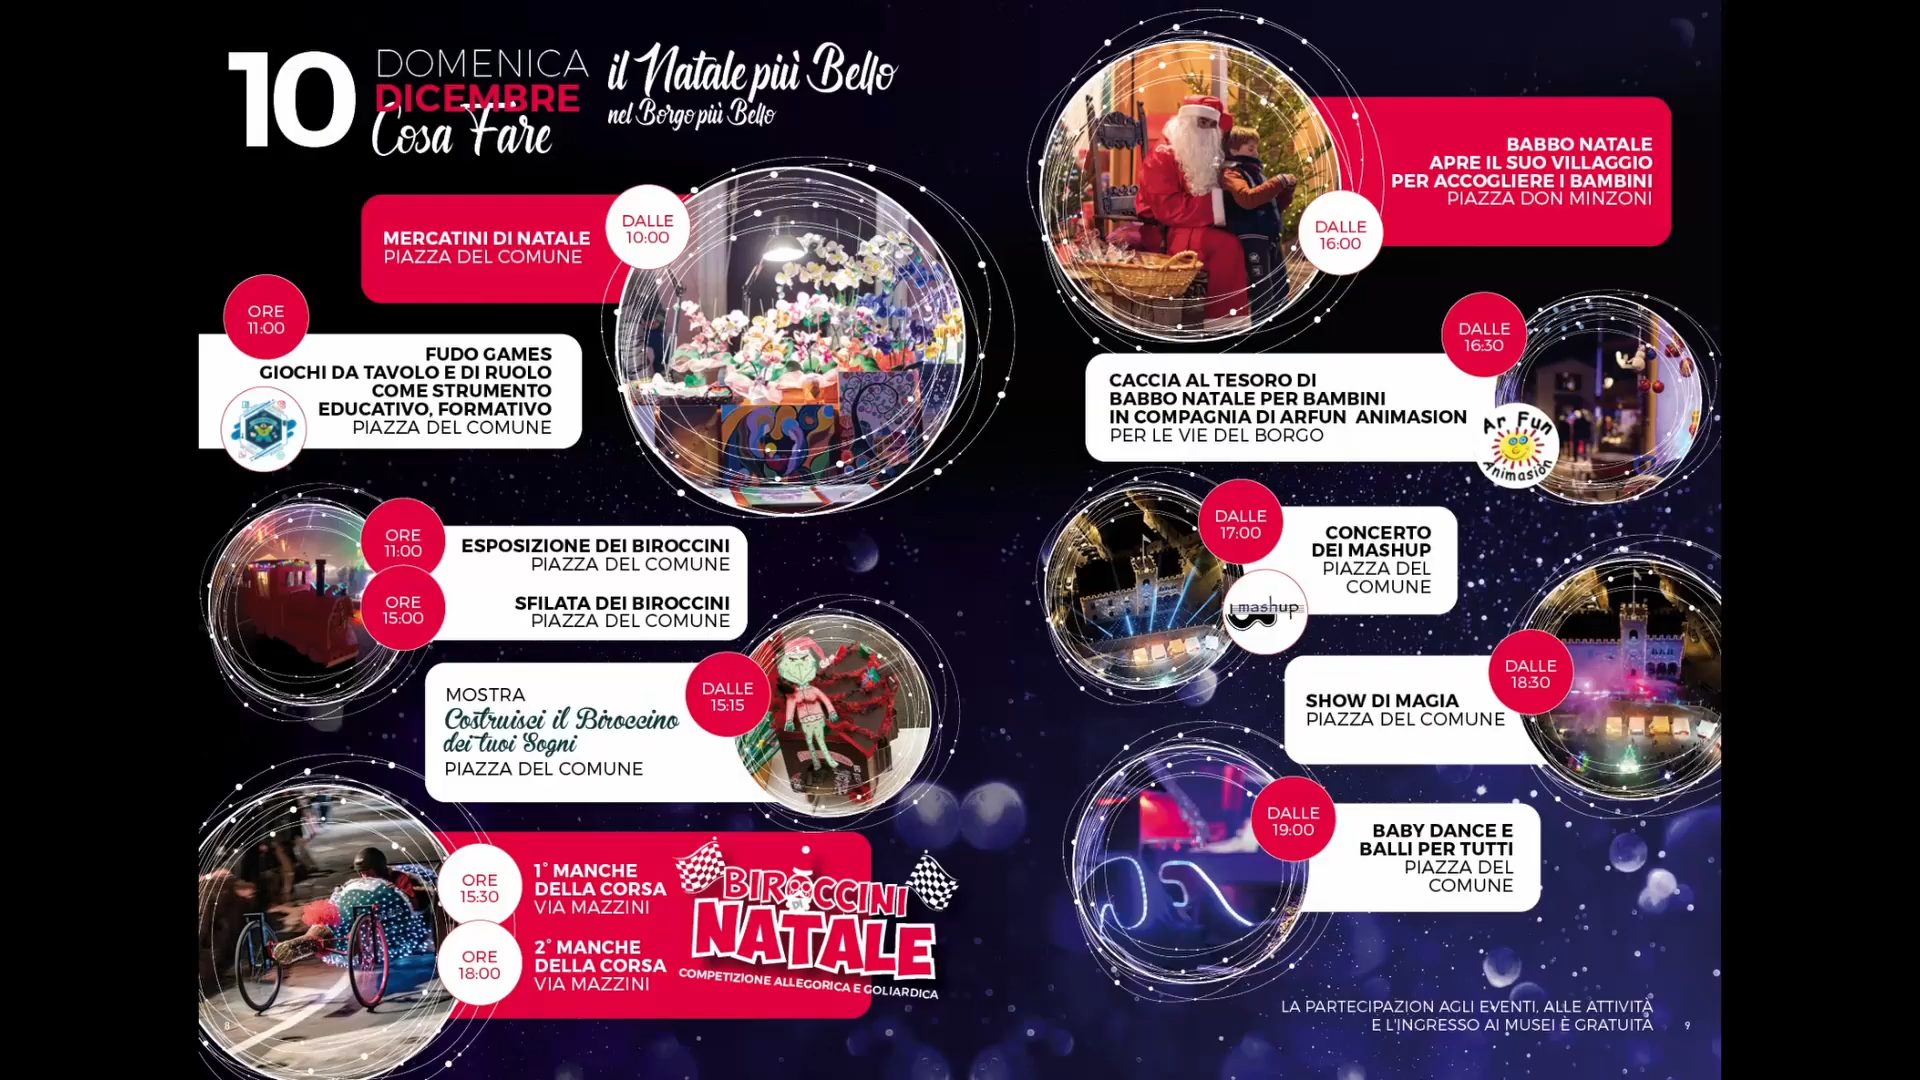 10
DOMENICA
DICEMBRE
Cosa Fare
il Natale più Bello
nel Borgo più Bello
DALLE
10:00
MERCATINI DI NATALE
PIAZZA DEL COMUNE
ORE
11:00
FUDO GAMES
GIOCHI DA TAVOLO E DI RUOLO
COME STRUMENTO
EDUCATIVO, FORMATIVO
PIAZZA DEL COMUNE
ORE
11:00
ESPOSIZIONE DEI BIROCCINI
PIAZZA DEL COMUNE
ORE
15:00
SFILATA DEI BIROCCINI
PIAZZA DEL COMUNE
DALLE
15:15
MOSTRA
Costruisci il Biroccino
dei tuoi Sogni
PIAZZA DEL COMUNE
ORE
15:30
1° MANCHE
DELLA CORSA
VIA MAZZINI
ORE
18:00
2° MANCHE
DELLA CORSA
VIA MAZZINI
BIROCCINI
DI
NATALE
COMPETIZIONE ALLEGORICA E GOLIARDICA
8
BABBO NATALE
APRE IL SUO VILLAGGIO
PER ACCOGLIERE I BAMBINI
PIAZZA DON MINZONI
DALLE
16:00
DALLE
16:30
CACCIA AL TESORO DI
BABBO NATALE PER BAMBINI
IN COMPAGNIA DI ARFUN ANIMASION
PER LE VIE DEL BORGO
Ar Fun
Animasiòn
DALLE
17:00
CONCERTO
DEI MASHUP
PIAZZA DEL
COMUNE
mashup
DALLE
18:30
SHOW DI MAGIA
PIAZZA DEL COMUNE
DALLE
19:00
BABY DANCE E
BALLI PER TUTTI
PIAZZA DEL
COMUNE
LA PARTECIPAZION AGLI EVENTI, ALLE ATTIVITÀ
E L'INGRESSO AI MUSEI È GRATUITA
9